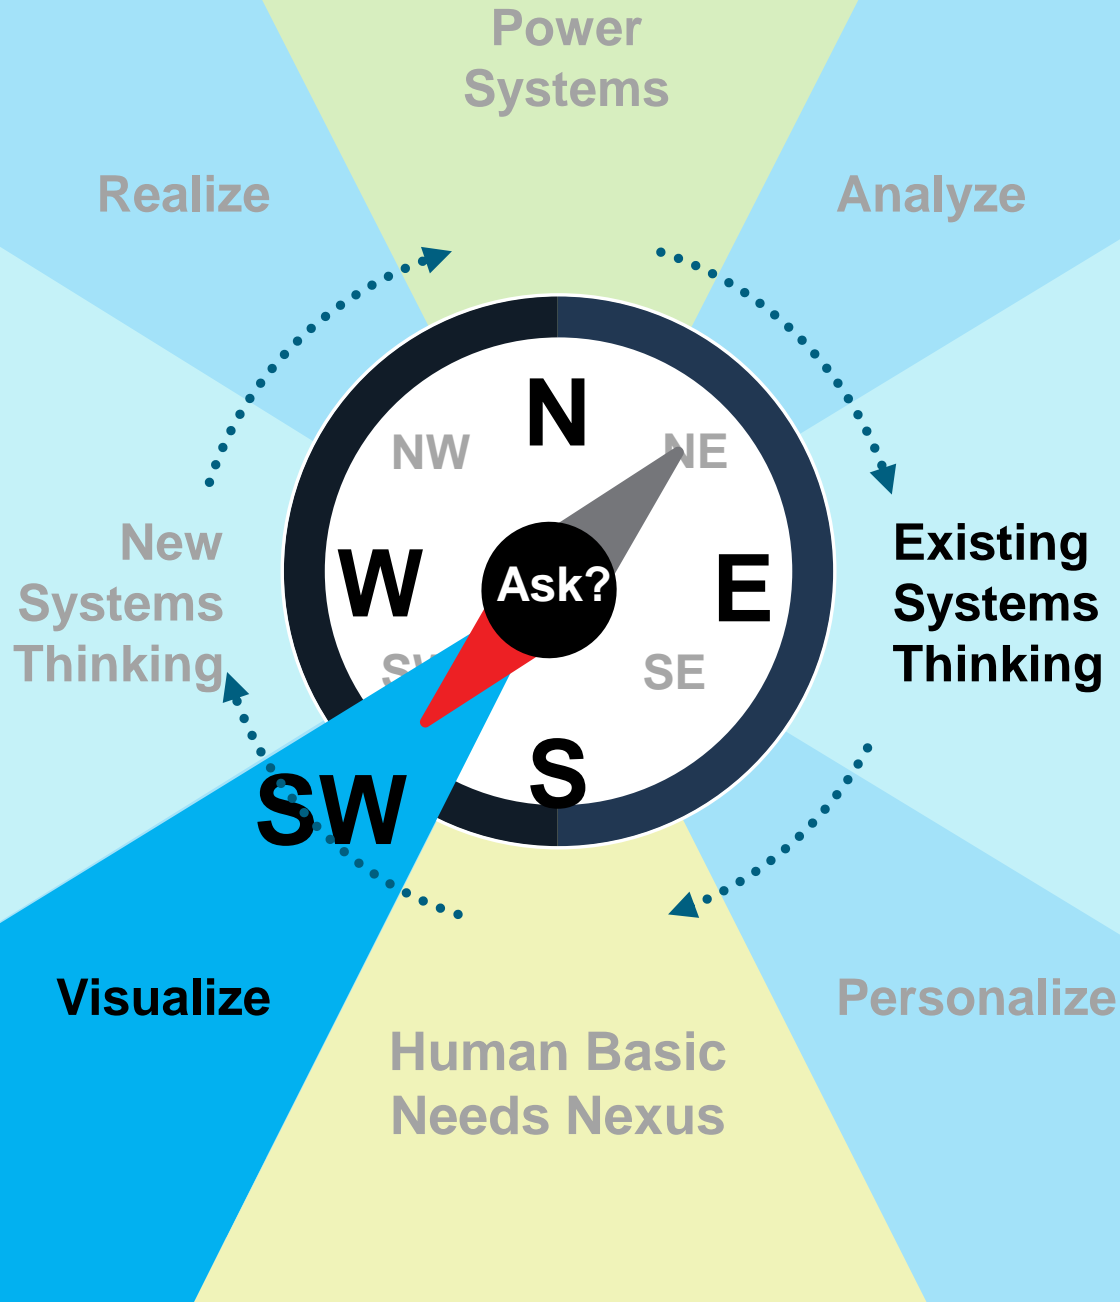 Power
Systems
Realize
Analyze
N
NW
NE
New
Systems
Thinking
W
Ask?
E
Existing
Systems
Thinking
SW
SE
S
SW
Visualize
Personalize
Human Basic
Needs Nexus